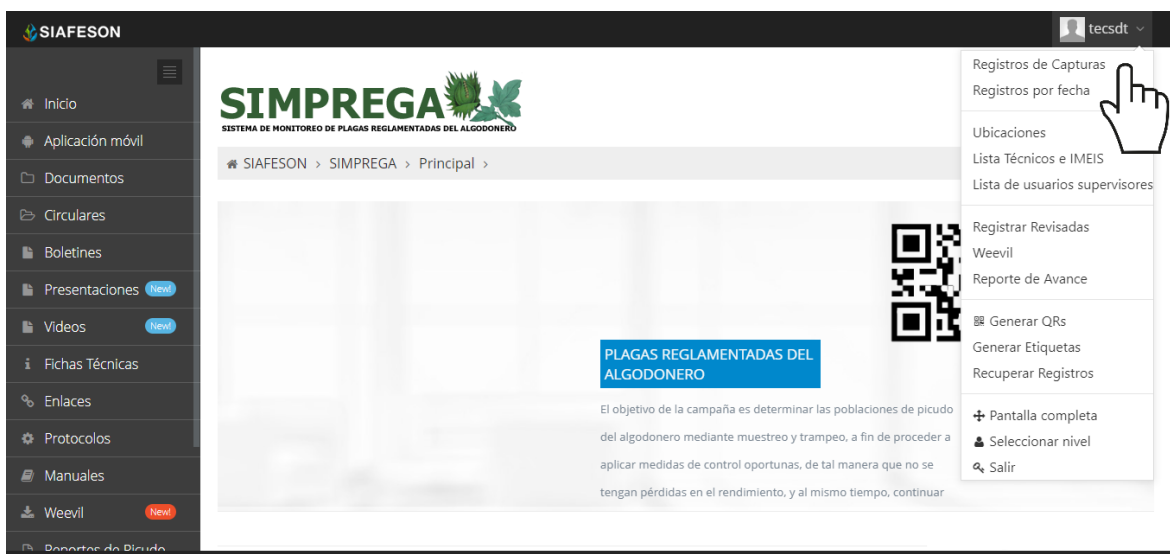 SIAFESON
tecsdt
Inicio
Aplicación móvil
Documentos
Circulares
Boletines
Presentaciones New!
Videos New!
Fichas Técnicas
Enlaces
Protocolos
Manuales
Weevil New!
Reportes de Picudo
SIMPREGA
SISTEMA DE MONITOREO DE PLAGAS REGLAMENTADAS DEL ALGODONERO
SIAFESON > SIMPREGA > Principal >
PLAGAS REGLAMENTADAS DEL
ALGODONERO
El objetivo de la campaña es determinar las poblaciones de picudo
del algodonero mediante muestreo y trampeo, a fin de proceder a
aplicar medidas de control oportunas, de tal manera que no se
tengan pérdidas en el rendimiento, y al mismo tiempo, continuar
Registros de Capturas
Registros por fecha
Ubicaciones
Lista Técnicos e IMEIS
Lista de usuarios supervisores
Registrar Revisadas
Weevil
Reporte de Avance
Generar QRs
Generar Etiquetas
Recuperar Registros
Pantalla completa
Seleccionar nivel
Salir